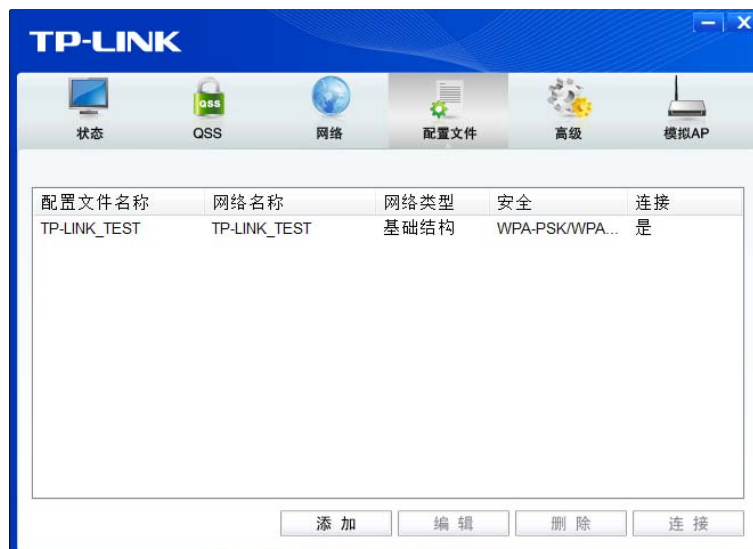 TP-LINK
QSS
状态 QSS 网络 配置文件 高级 模拟AP
配置文件名称 网络名称 网络类型 安全 连接
TP-LINK_TEST TP-LINK_TEST 基础结构 WPA-PSK/WPA... 是
添加 编辑 删除 连接